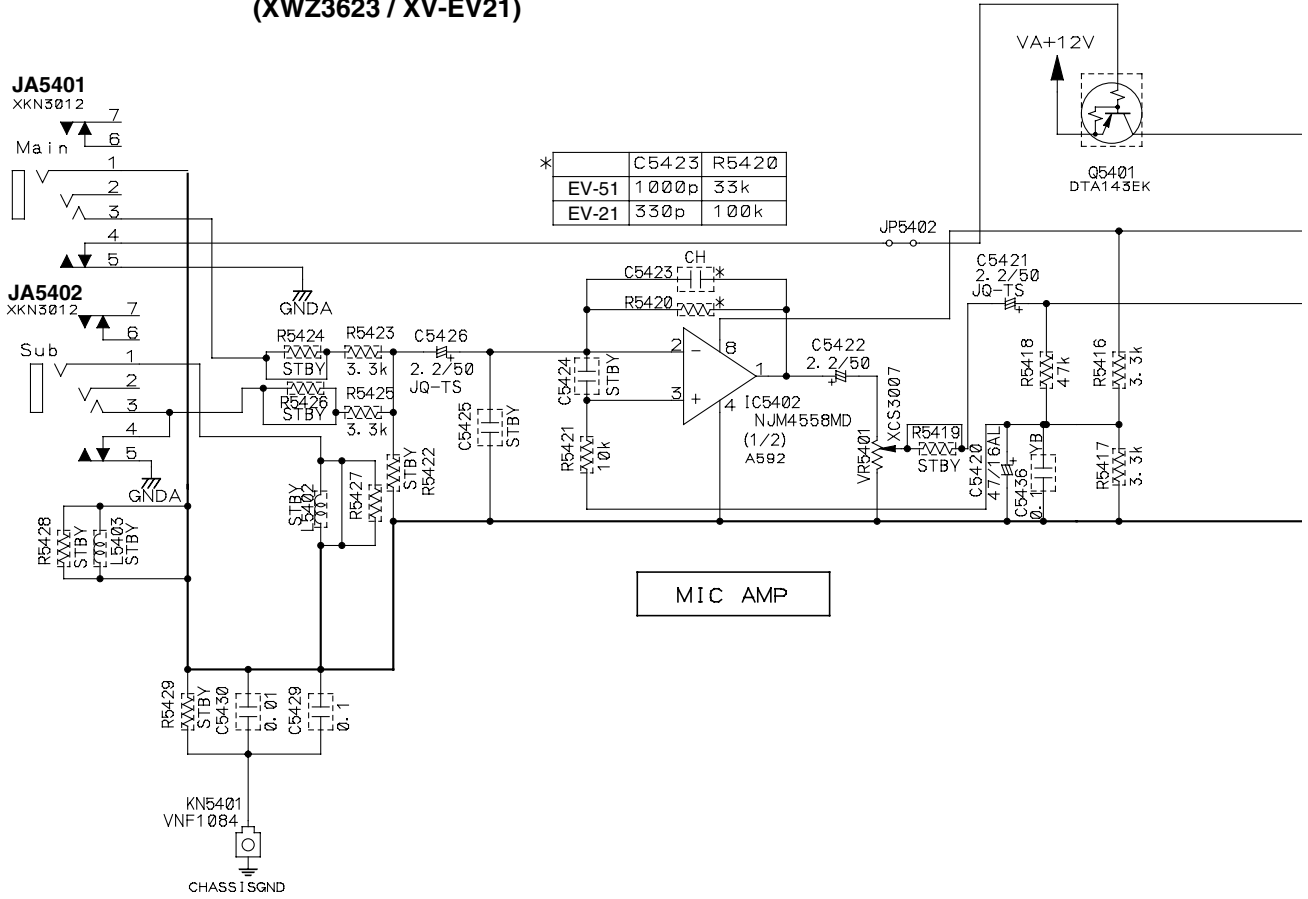 (XWZ3623 / XV-EV21)
VA+12V
JA5401
XKN3012
7
6
Main
1
2
3
4
5
* C5423 R5420
EV-51 1000p 33k
EV-21 330p 100k
Q5401
DTA143EK
JP5402
GNDA
JA5402
XKN3012
7
6
Sub
1
2
3
4
5
GNDA
CH
C5423 *
R5420 *
C5421
2.2/50
JQ-TS
R5424
STBY
R5423
3.3k
C5426
2.2/50
JQ-TS
R5426
STBY
R5425
3.3k
C5425
STBY
C5424
STBY
R5421
10k
2
-
3
+
8
4
1
IC5402
NJM4558MD
(1/2)
A592
C5422
2.2/50
VR5401
XCS3007
R5419
STBY
R5418
47k
R5416
3.3k
C5420
47/16AL
C5436
0.1
YB
R5417
3.3k
STBY
R5422
STBY
L5402
R5427
R5428
STBY
L5403
STBY
MIC AMP
R5429
STBY
C5430
0.01
C5429
0.1
KN5401
VNF1084
CHASSISGND